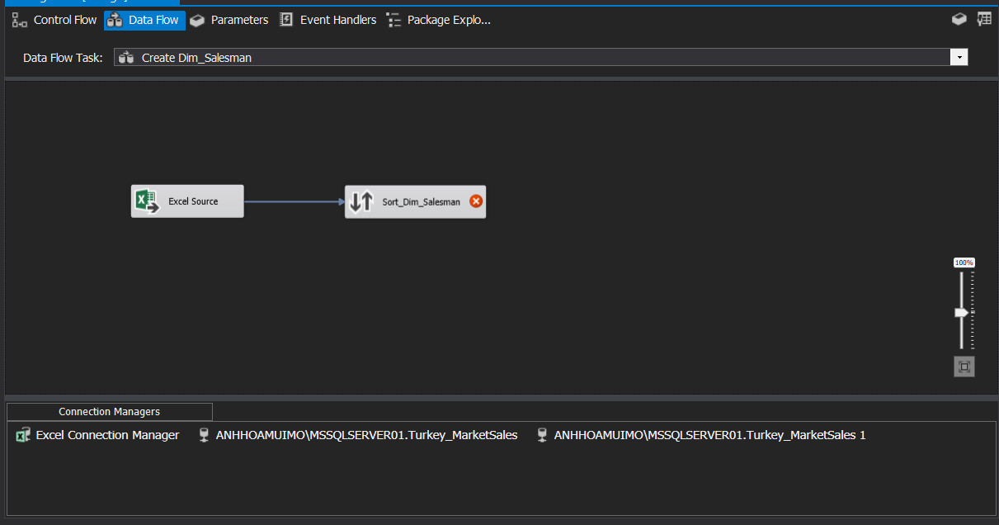 Control Flow Data Flow Parameters Event Handlers Package Explo...
Data Flow Task: Create Dim_Salesman
Excel Source
Sort_Dim_Salesman
100%
Connection Managers
Excel Connection Manager ANHHOAMUIMO\MSSQLSERVER01.Turkey_MarketSales ANHHOAMUIMO\MSSQLSERVER01.Turkey_MarketSales 1